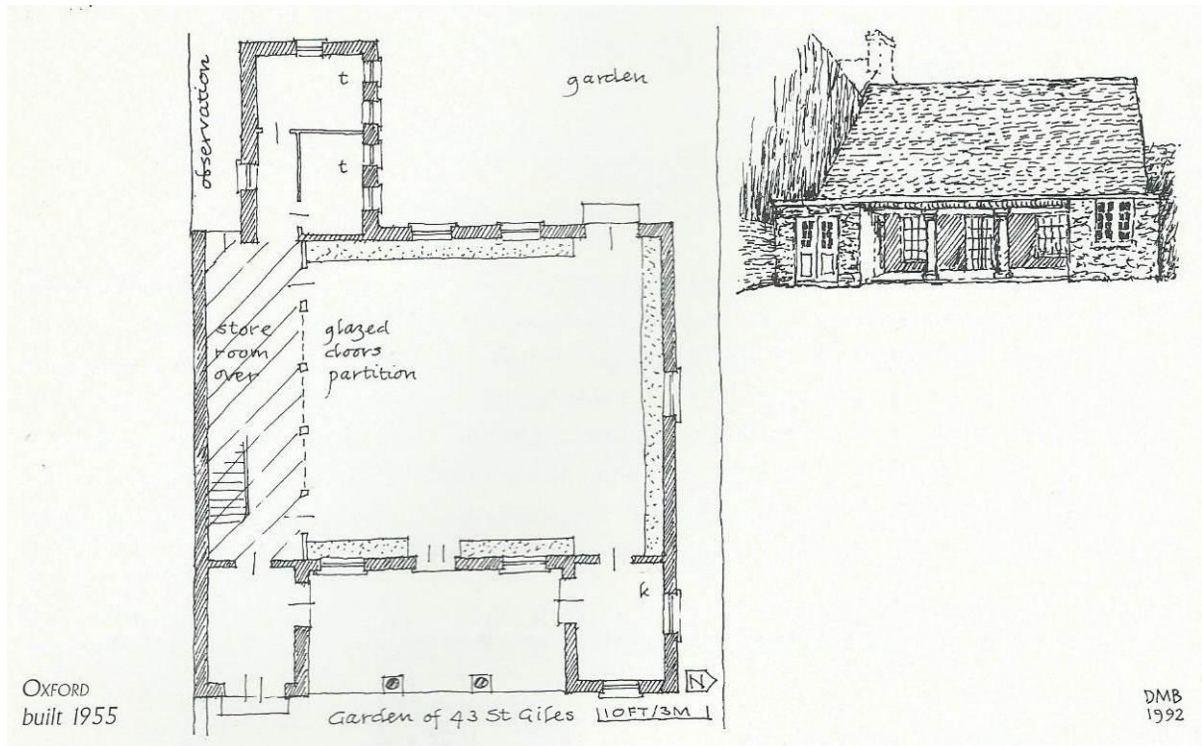 observation
t
garden
t
store
room
over
glazed
doors
partition
k
N
Garden of 43 St Giles
10FT/3M
OXFORD
built 1955
DMB
1992